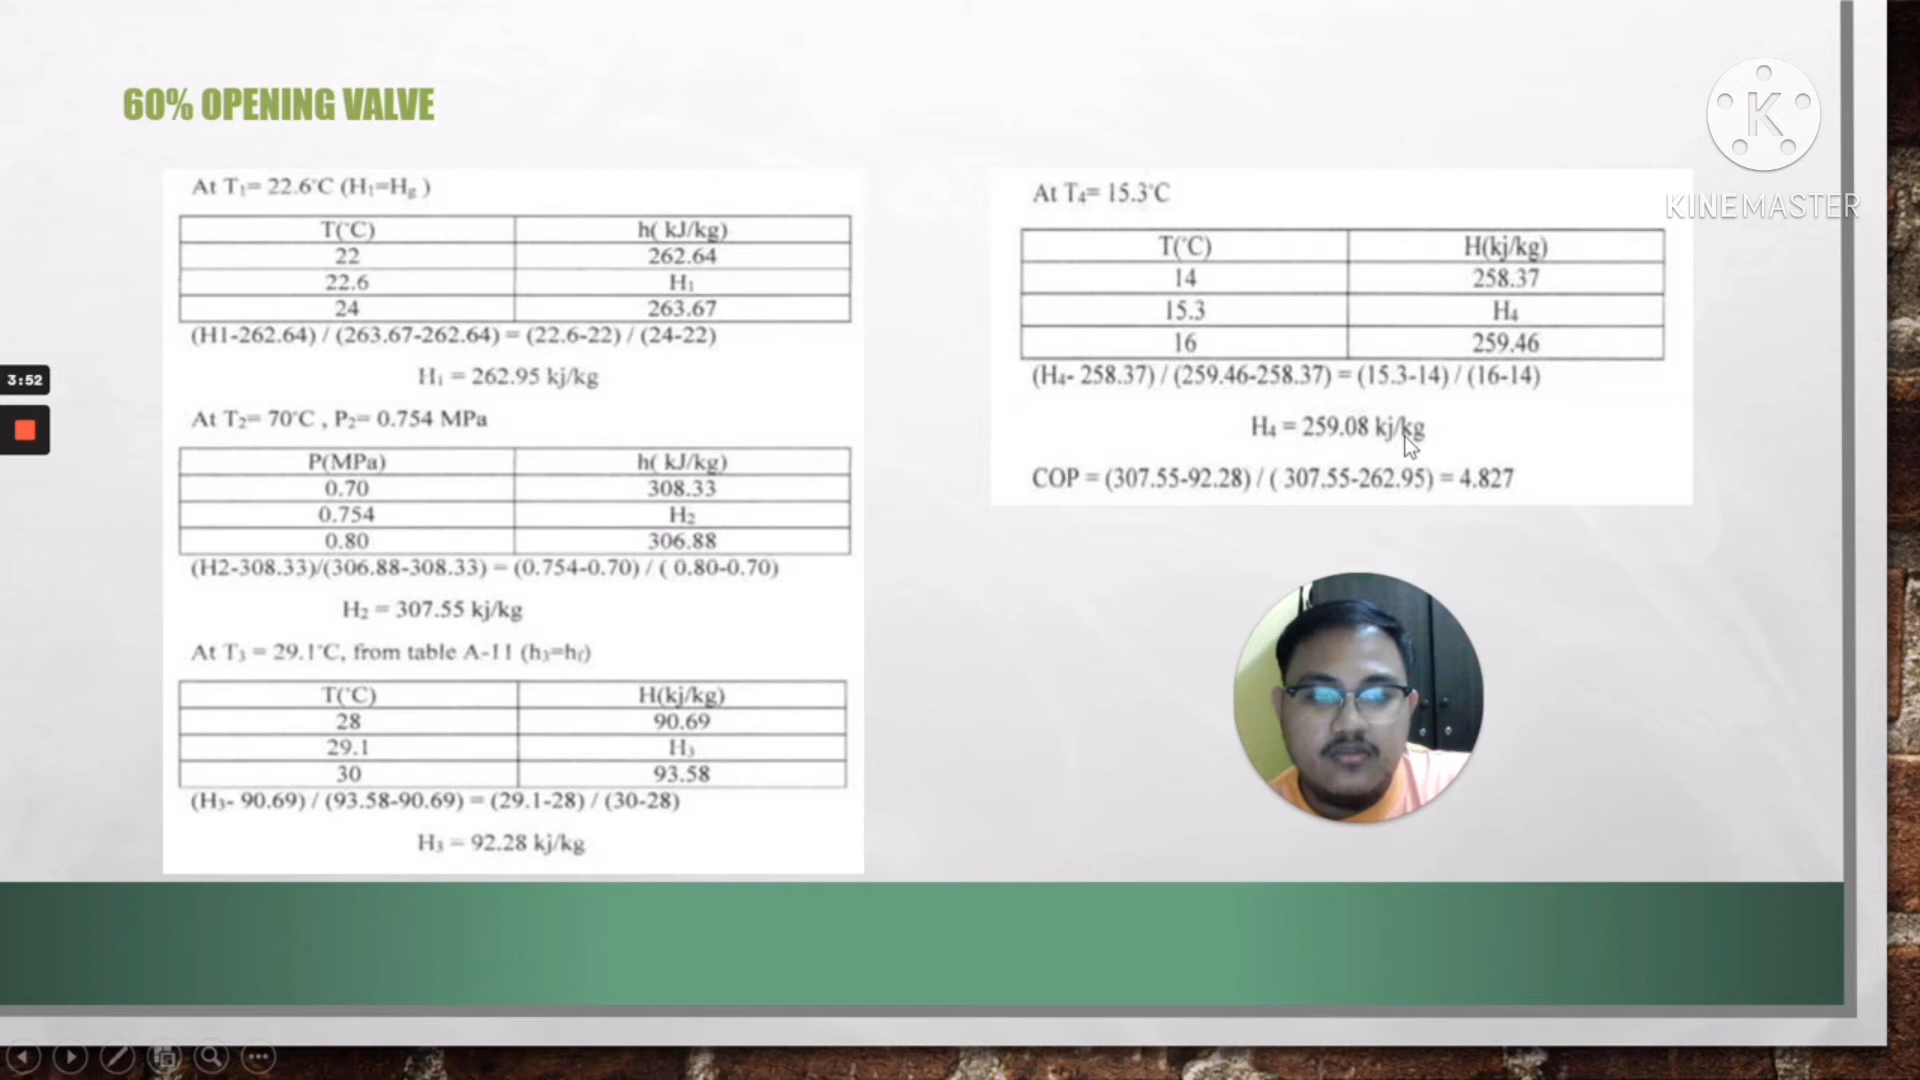 60% OPENING VALVE
At T₁= 22.6°C (H₁=Hg )
T(°C) h( kJ/kg)
22 262.64
22.6 H₁
24 263.67
(H1-262.64) / (263.67-262.64) = (22.6-22) / (24-22)
H₁ = 262.95 kj/kg
At T₂= 70°C , P₂= 0.754 MPa
P(MPa) h( kJ/kg)
0.70 308.33
0.754 H₂
0.80 306.88
(H2-308.33)/(306.88-308.33) = (0.754-0.70) / ( 0.80-0.70)
H₂ = 307.55 kj/kg
At T₃ = 29.1°C, from table A-11 (h₃=hf)
T(°C) H(kj/kg)
28 90.69
29.1 H₃
30 93.58
(H₃- 90.69) / (93.58-90.69) = (29.1-28) / (30-28)
H₃ = 92.28 kj/kg
At T₄= 15.3°C
T(°C) H(kj/kg)
14 258.37
15.3 H₄
16 259.46
(H₄- 258.37) / (259.46-258.37) = (15.3-14) / (16-14)
H₄ = 259.08 kj/kg
COP = (307.55-92.28) / ( 307.55-262.95) = 4.827
K
KINEMASTER
3:52